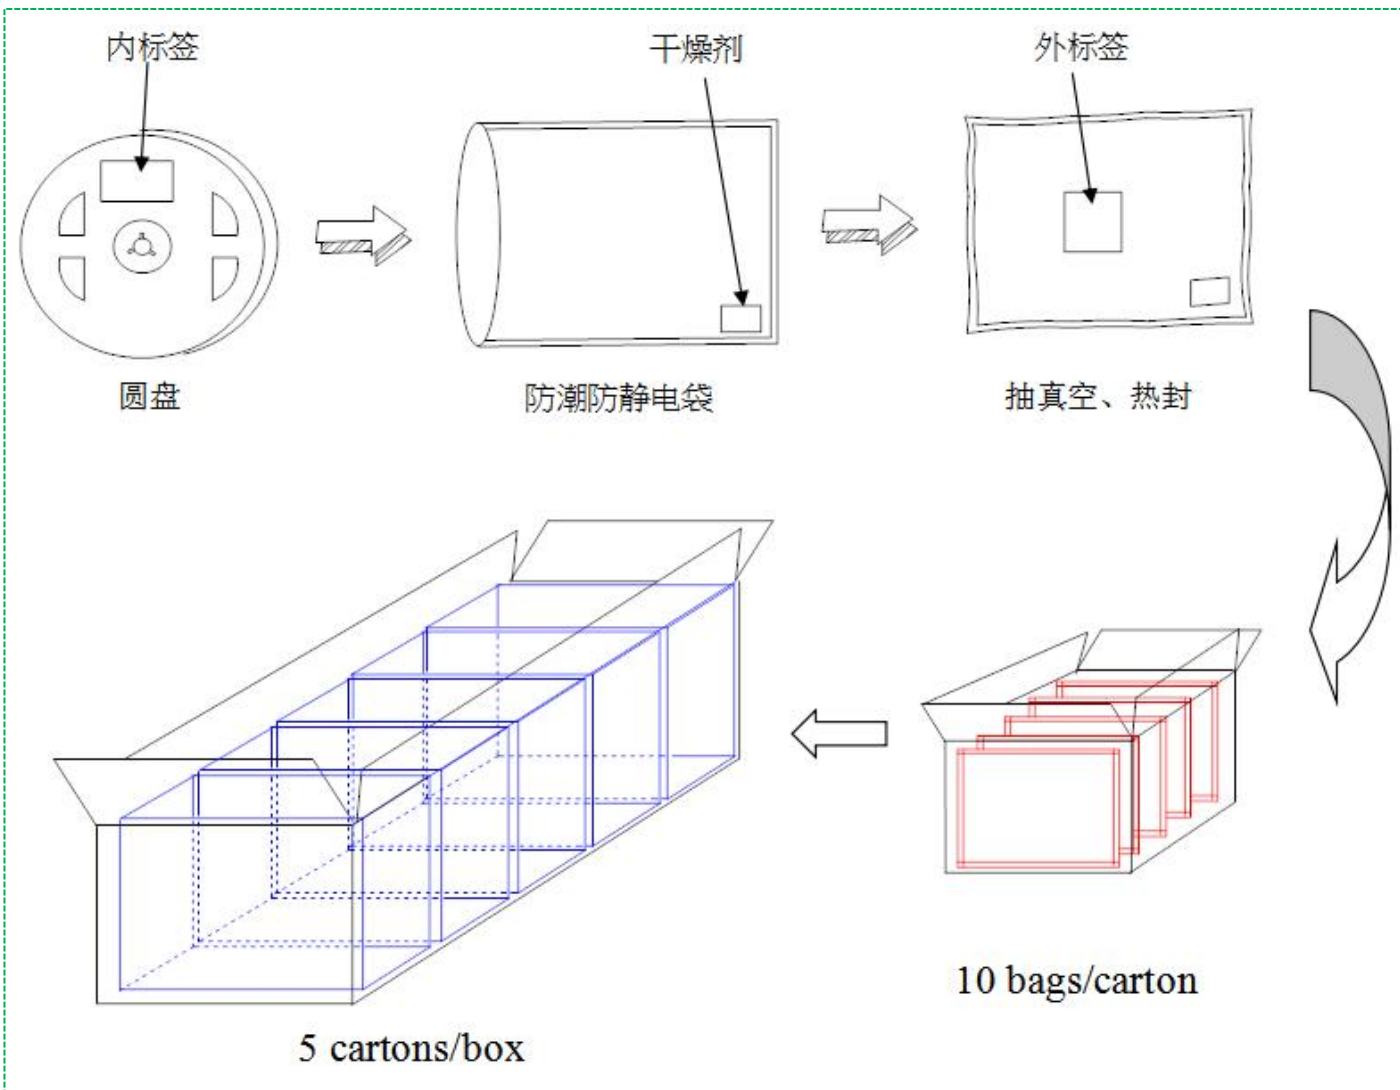 内标签
干燥剂
外标签
圆盘
防潮防静电袋
抽真空、热封
10 bags/carton
5 cartons/box